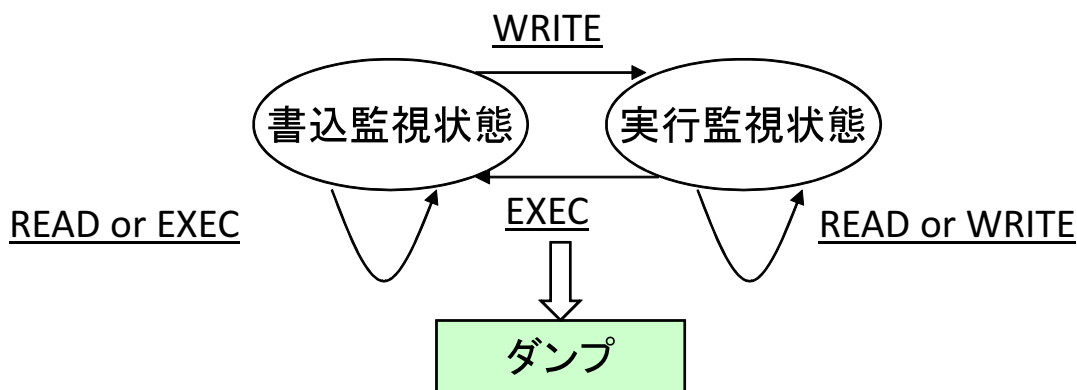 WRITE
書込監視状態
実行監視状態
READ or EXEC
EXEC
READ or WRITE
ダンプ